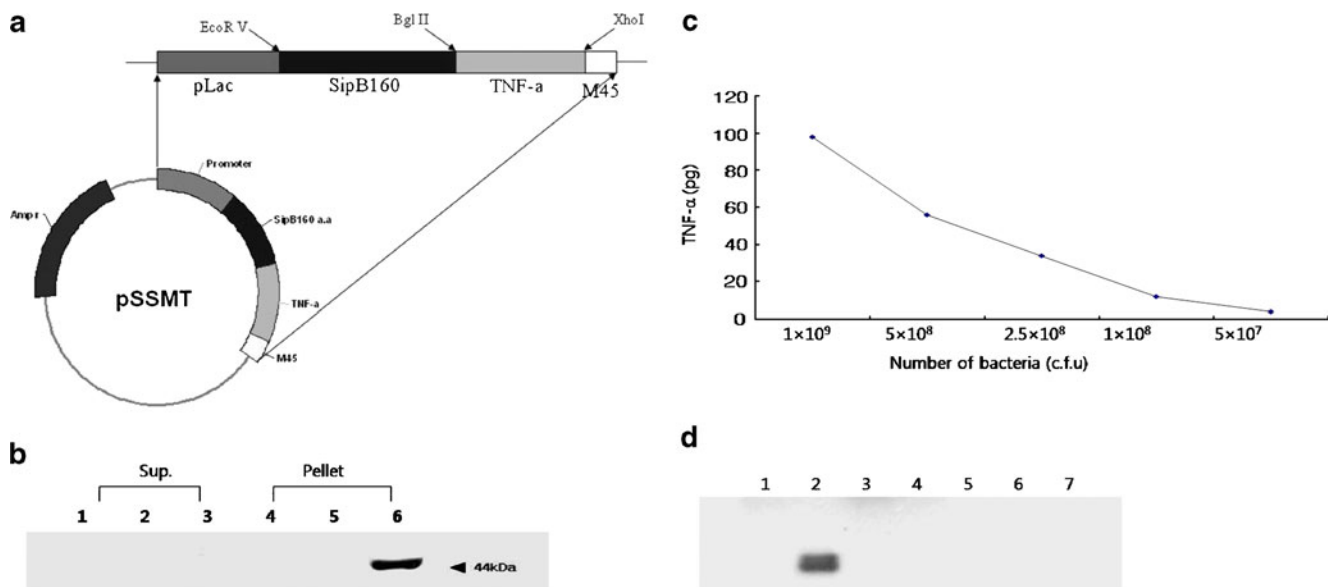 a
EcoR V
Bgl II
XhoI
pLac
SipB160
TNF-a
M45
Promoter
SipB160 a.a
TNF-a
M45
Amp r
pSSMT
b
Sup.
Pellet
1 2 3 4 5 6
44kDa
c
TNF-α (pg)
120
100
80
60
40
20
0
1×10⁹ 5×10⁸ 2.5×10⁸ 1×10⁸ 5×10⁷
Number of bacteria (c.f.u)
d
1 2 3 4 5 6 7